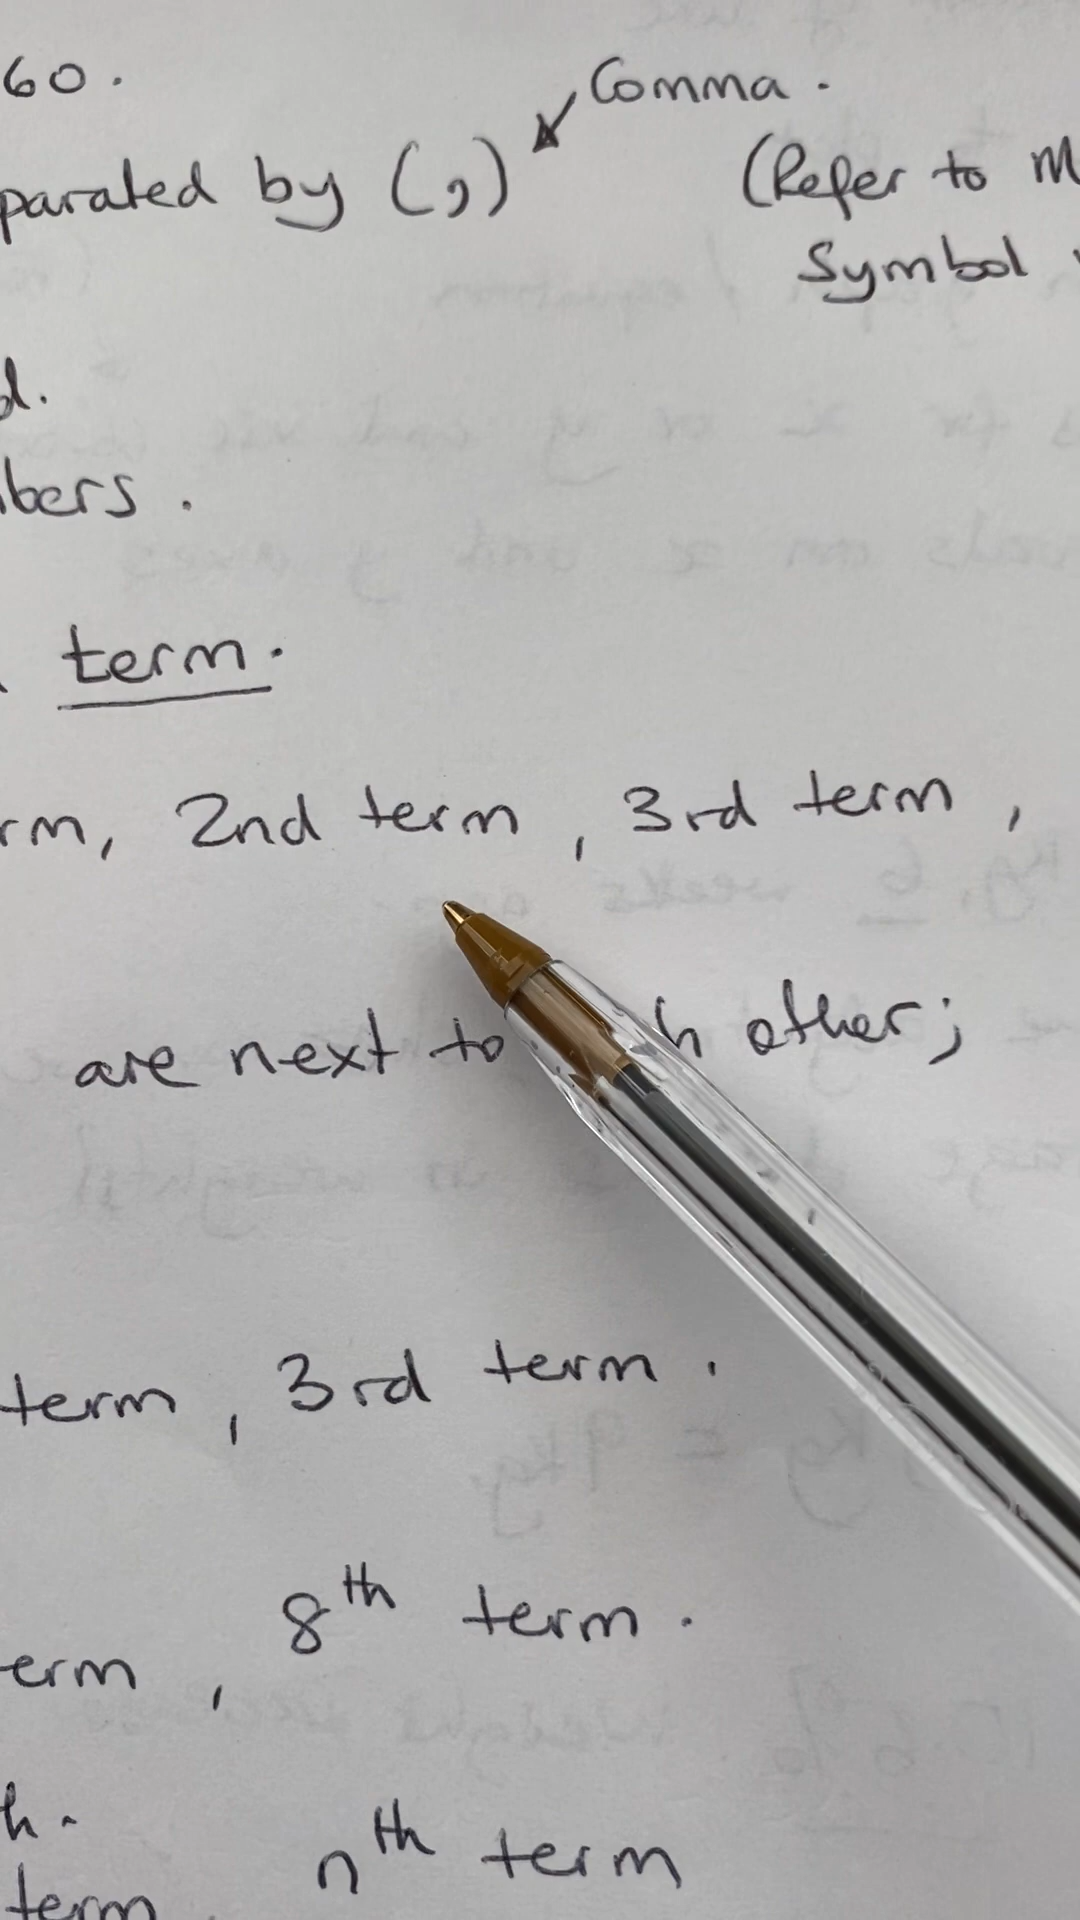 60.
Comma.
parated by (,)
(Refer to M
Symbol
d.
bers.
term.
rm, 2nd term, 3rd term,
are next to other;
term, 3rd term.
8th term.
erm,
h.
nth term
term